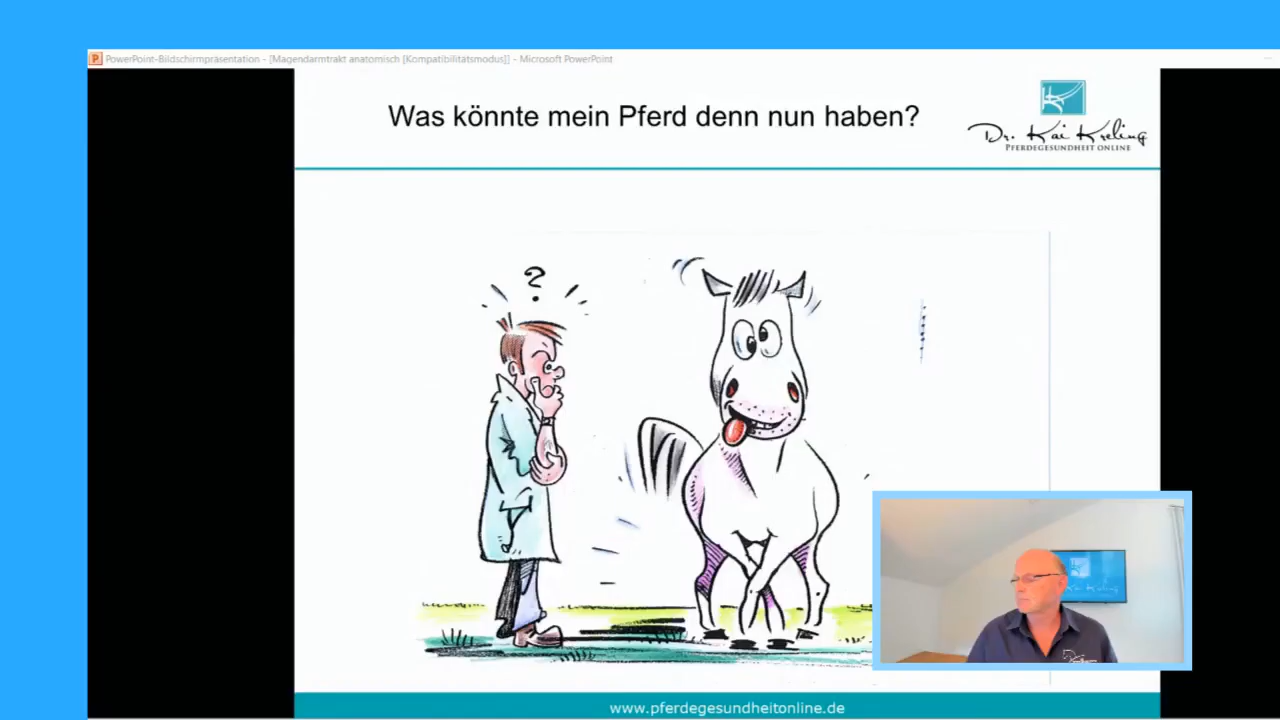 PowerPoint-Bildschirmpräsentation - [Magendarmtrakt anatomisch [Kompatibilitätsmodus]] - Microsoft PowerPoint
Was könnte mein Pferd denn nun haben?
Dr. Kai Kreling
PFERDEGESUNDHEIT ONLINE
?
www.pferdegesundheitonline.de